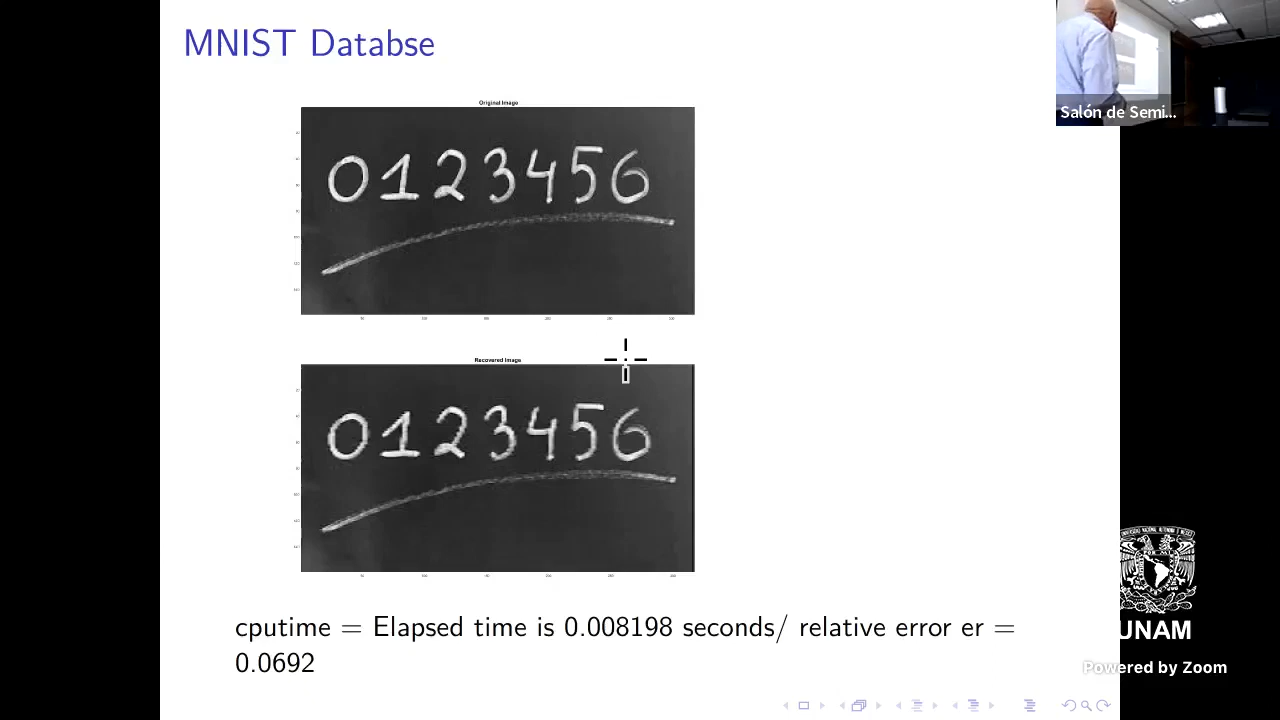 MNIST Databse
Salón de Semi...
Original Image
0123456
Recovered Image
0123456
cputime = Elapsed time is 0.008198 seconds/ relative error er =
0.0692
UNAM
Powered by Zoom